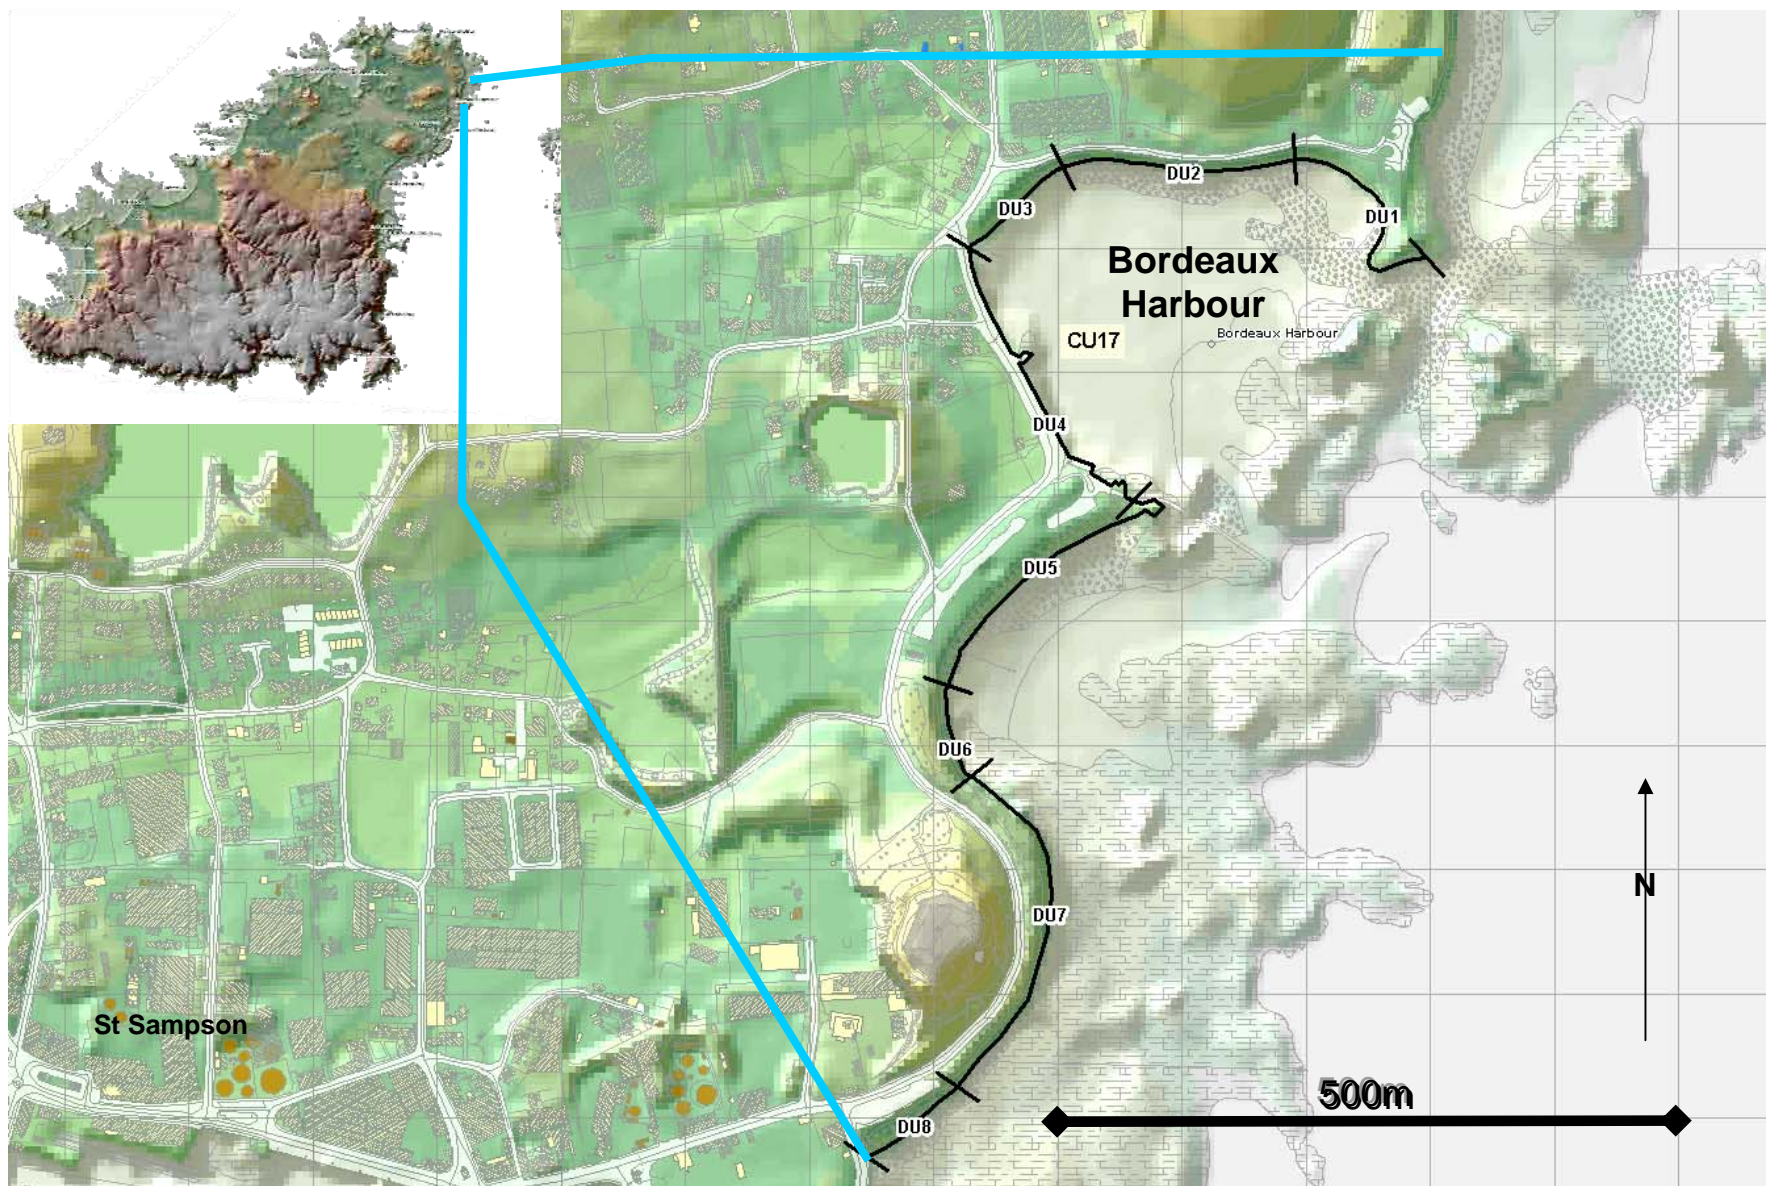 DU2
DU1
DU3
Bordeaux
Harbour
Bordeaux Harbour
CU17
DU4
DU5
DU6
DU7
N
St Sampson
500m
DU8